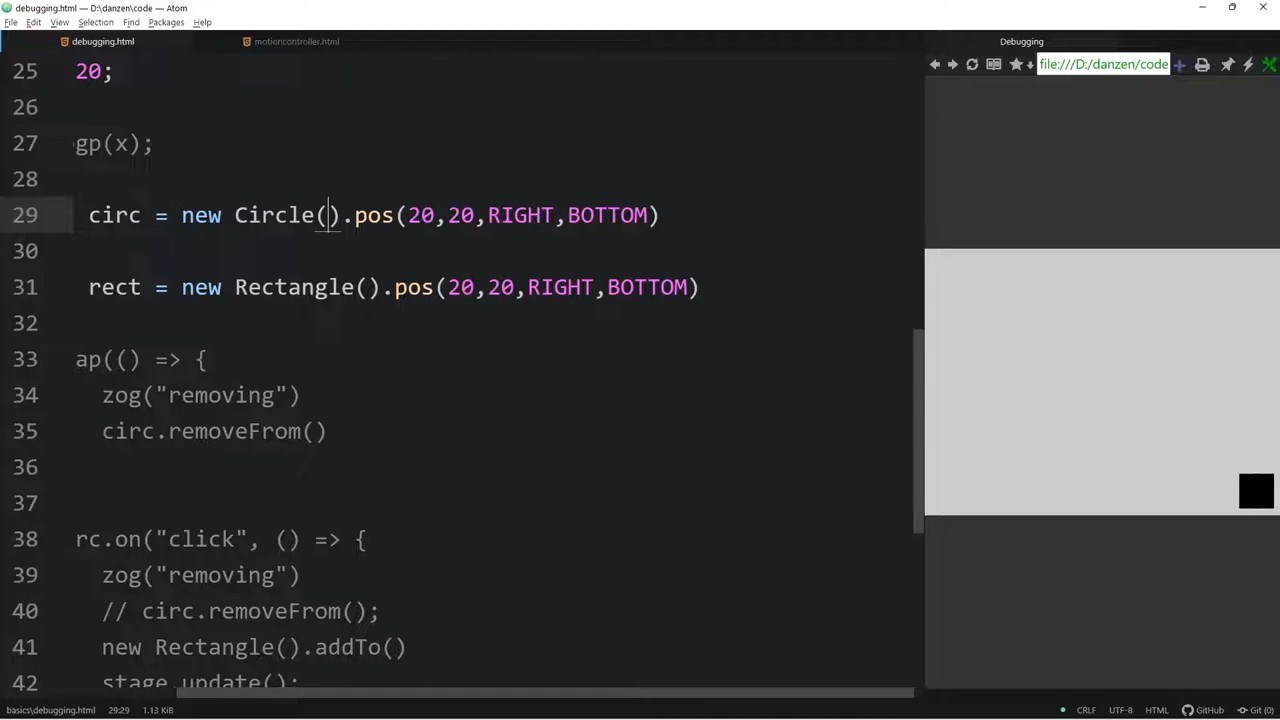 debugging.html — D:\danzen\code — Atom
File Edit View Selection Find Packages Help
debugging.html motioncontroller.html Debugging
file:///D:/danzen/code
25 20;
26
27 gp(x);
28
29 circ = new Circle().pos(20,20,RIGHT,BOTTOM)
30
31 rect = new Rectangle().pos(20,20,RIGHT,BOTTOM)
32
33 ap(() => {
34 zog("removing")
35 circ.removeFrom()
36
37
38 rc.on("click", () => {
39 zog("removing")
40 // circ.removeFrom();
41 new Rectangle().addTo()
42 stage.update();
basics\debugging.html 29:29 1.13 KiB CRLF UTF-8 HTML GitHub Git (0)